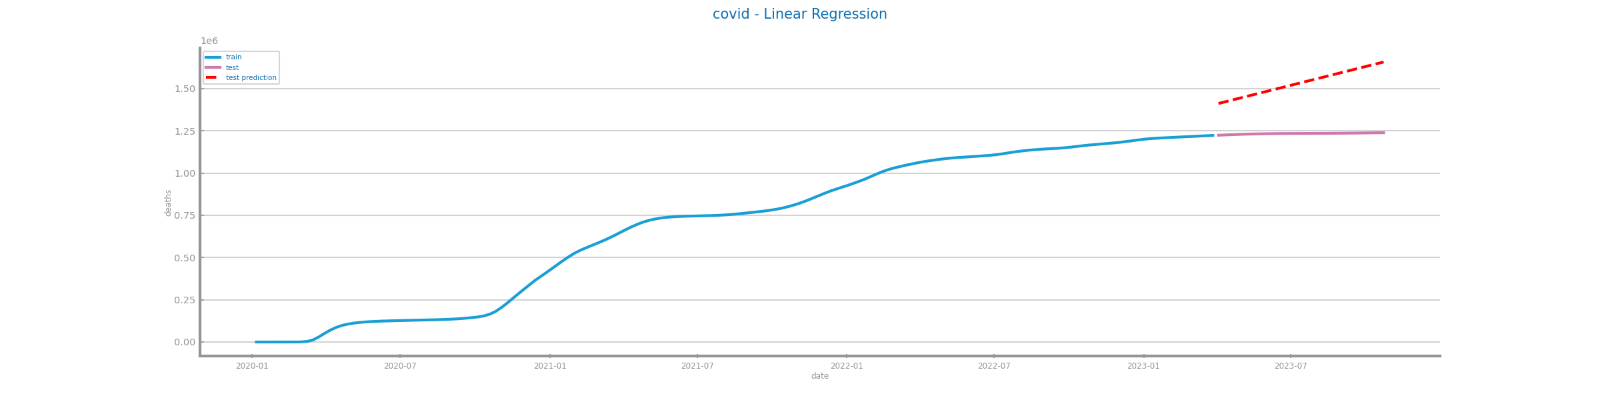 covid - Linear Regression
1e6
train
test
test prediction
1.50
1.25
1.00
0.75
0.50
0.25
0.00
deaths
2020-01
2020-07
2021-01
2021-07
2022-01
2022-07
2023-01
2023-07
date